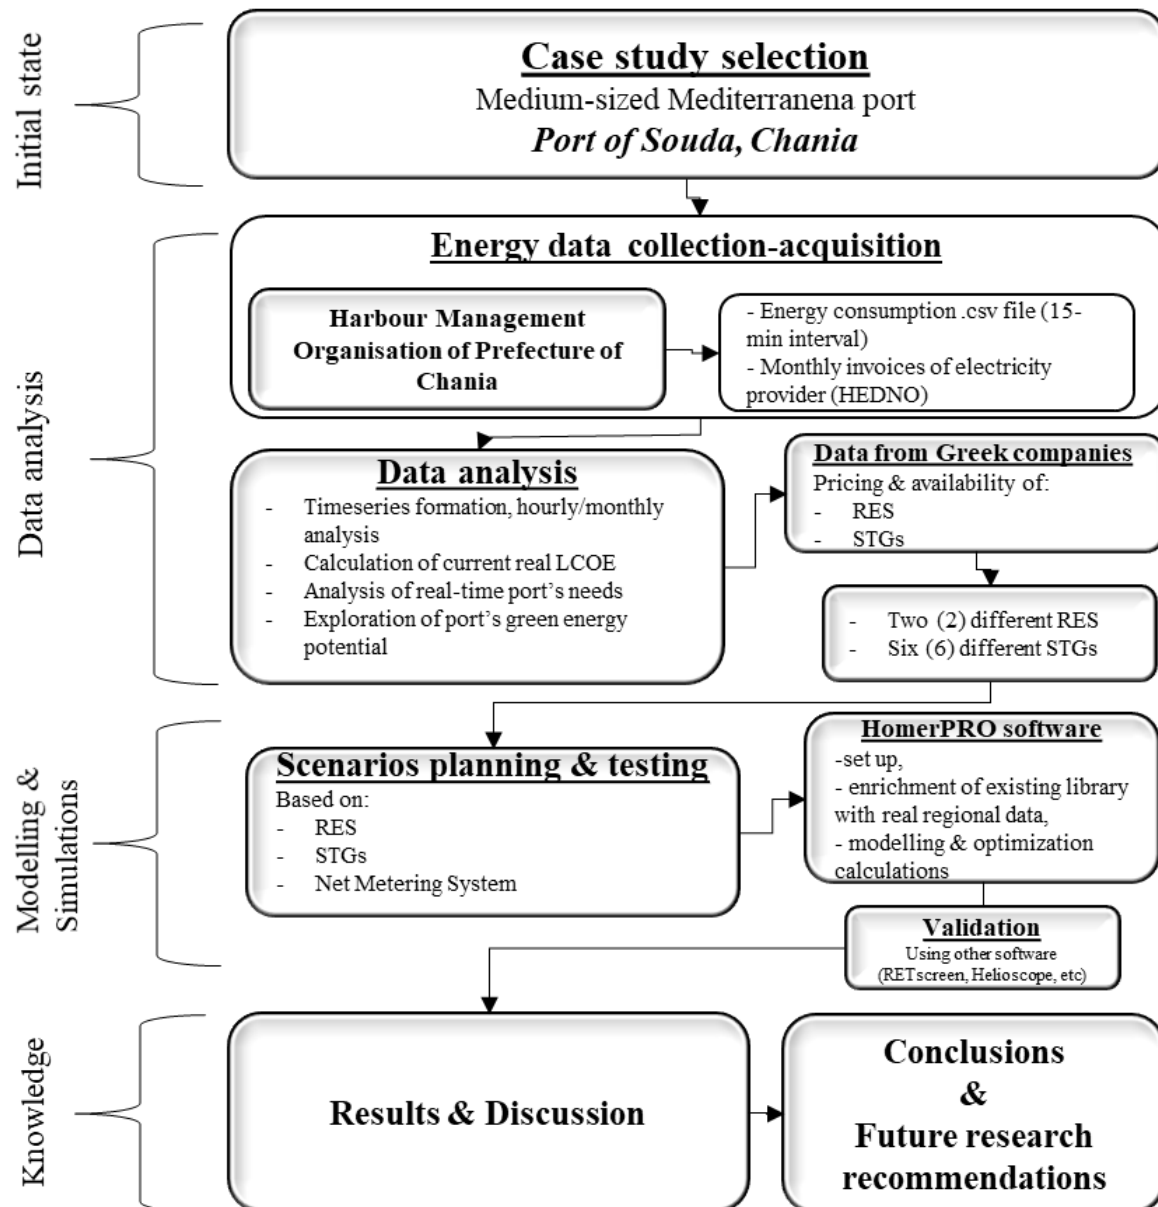 Initial state
Case study selection
Medium-sized Mediterranena port
Port of Souda, Chania
Data analysis
Energy data collection-acquisition
Harbour Management
Organisation of Prefecture of
Chania
- Energy consumption .csv file (15-
min interval)
- Monthly invoices of electricity
provider (HEDNO)
Data analysis
- Timeseries formation, hourly/monthly
analysis
- Calculation of current real LCOE
- Analysis of real-time port's needs
- Exploration of port's green energy
potential
Data from Greek companies
Pricing & availability of:
- RES
- STGs
- Two (2) different RES
- Six (6) different STGs
Modelling &
Simulations
Scenarios planning & testing
Based on:
- RES
- STGs
- Net Metering System
HomerPRO software
-set up,
- enrichment of existing library
with real regional data,
- modelling & optimization
calculations
Validation
Using other software
(RETscreen, Helioscope, etc)
Knowledge
Results & Discussion
Conclusions
&
Future research
recommendations